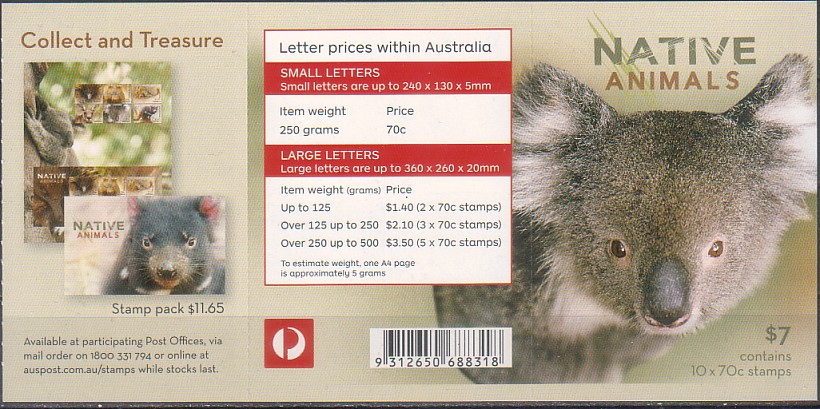 Collect and Treasure
NATIVE
ANIMALS
NATIVE
ANIMALS
Stamp pack $11.65
Available at participating Post Offices, via
mail order on 1800 331 794 or online at
auspost.com.au/stamps while stocks last.
Letter prices within Australia
SMALL LETTERS
Small letters are up to 240 x 130 x 5mm
Item weight Price
250 grams 70c
LARGE LETTERS
Large letters are up to 360 x 260 x 20mm
Item weight (grams) Price
Up to 125 $1.40 (2 x 70c stamps)
Over 125 up to 250 $2.10 (3 x 70c stamps)
Over 250 up to 500 $3.50 (5 x 70c stamps)
To estimate weight, one A4 page
is approximately 5 grams
9 312650 688318
NATIVE
ANIMALS
$7
contains
10 x 70c stamps